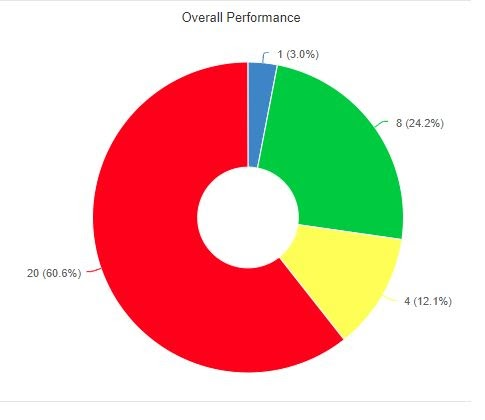 Overall Performance
1 (3.0%)
8 (24.2%)
20 (60.6%)
4 (12.1%)